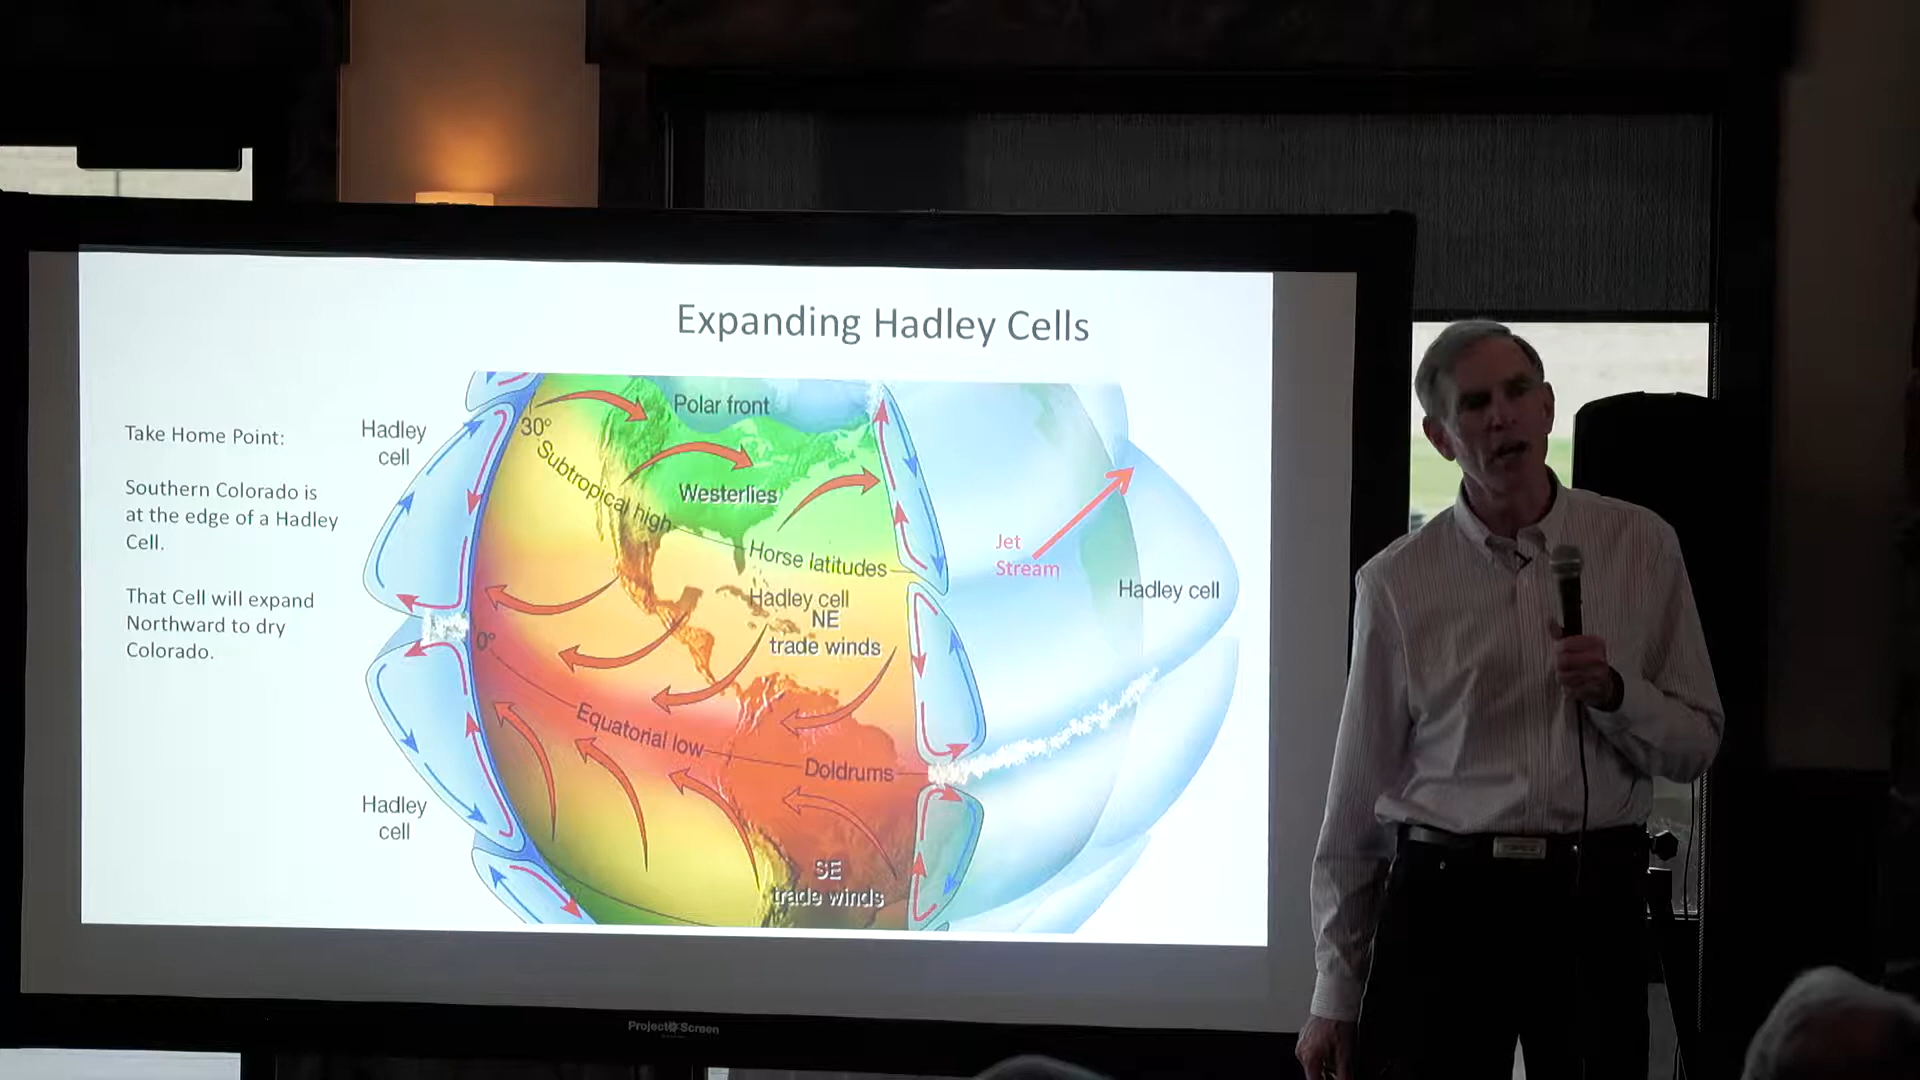 Expanding Hadley Cells
Take Home Point:
Southern Colorado is
at the edge of a Hadley
Cell.
That Cell will expand
Northward to dry
Colorado.
Hadley
cell
30°
Polar front
Subtropical high
Westerlies
Horse latitudes
Hadley cell
NE
trade winds
Jet
Stream
Hadley cell
0°
Equatorial low
Doldrums
Hadley
cell
SE
trade winds
Project Screen